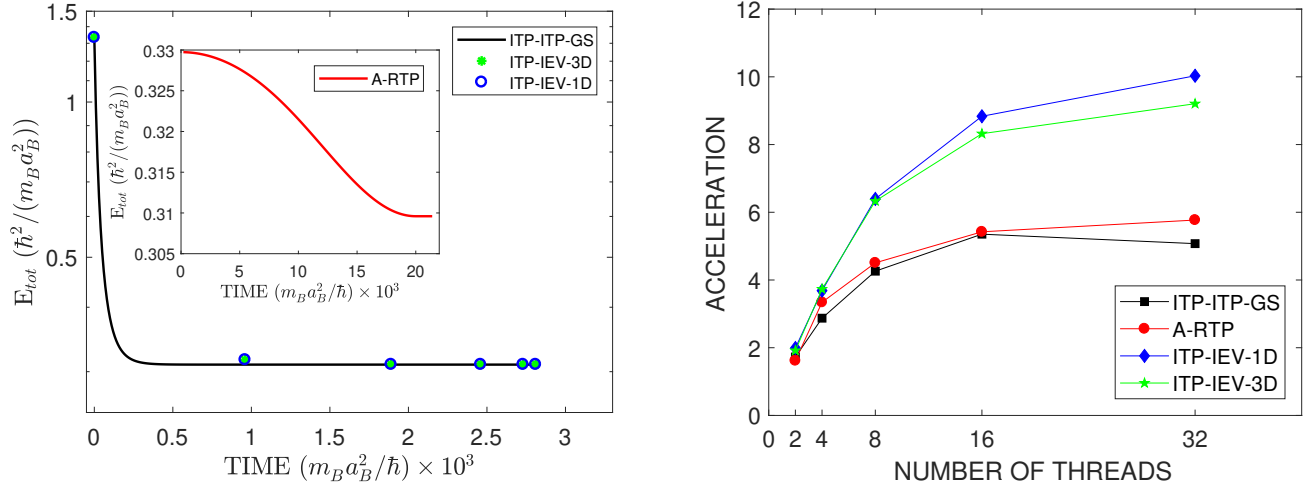 1.5
1
0.5
E_{tot} (ℏ²/(m_B a_B²))
0 0.5 1 1.5 2 2.5 3
TIME (m_B a_B²/ℏ) × 10³
ITP-ITP-GS
ITP-IEV-3D
ITP-IEV-1D
0.33
0.325
0.32
0.315
0.31
0.305
E_{tot} (ℏ²/(m_B a_B²))
0 5 10 15 20
TIME (m_B a_B²/ℏ) × 10³
A-RTP
12
10
8
6
4
2
0
ACCELERATION
0 2 4 8 16 32
NUMBER OF THREADS
ITP-ITP-GS
A-RTP
ITP-IEV-1D
ITP-IEV-3D